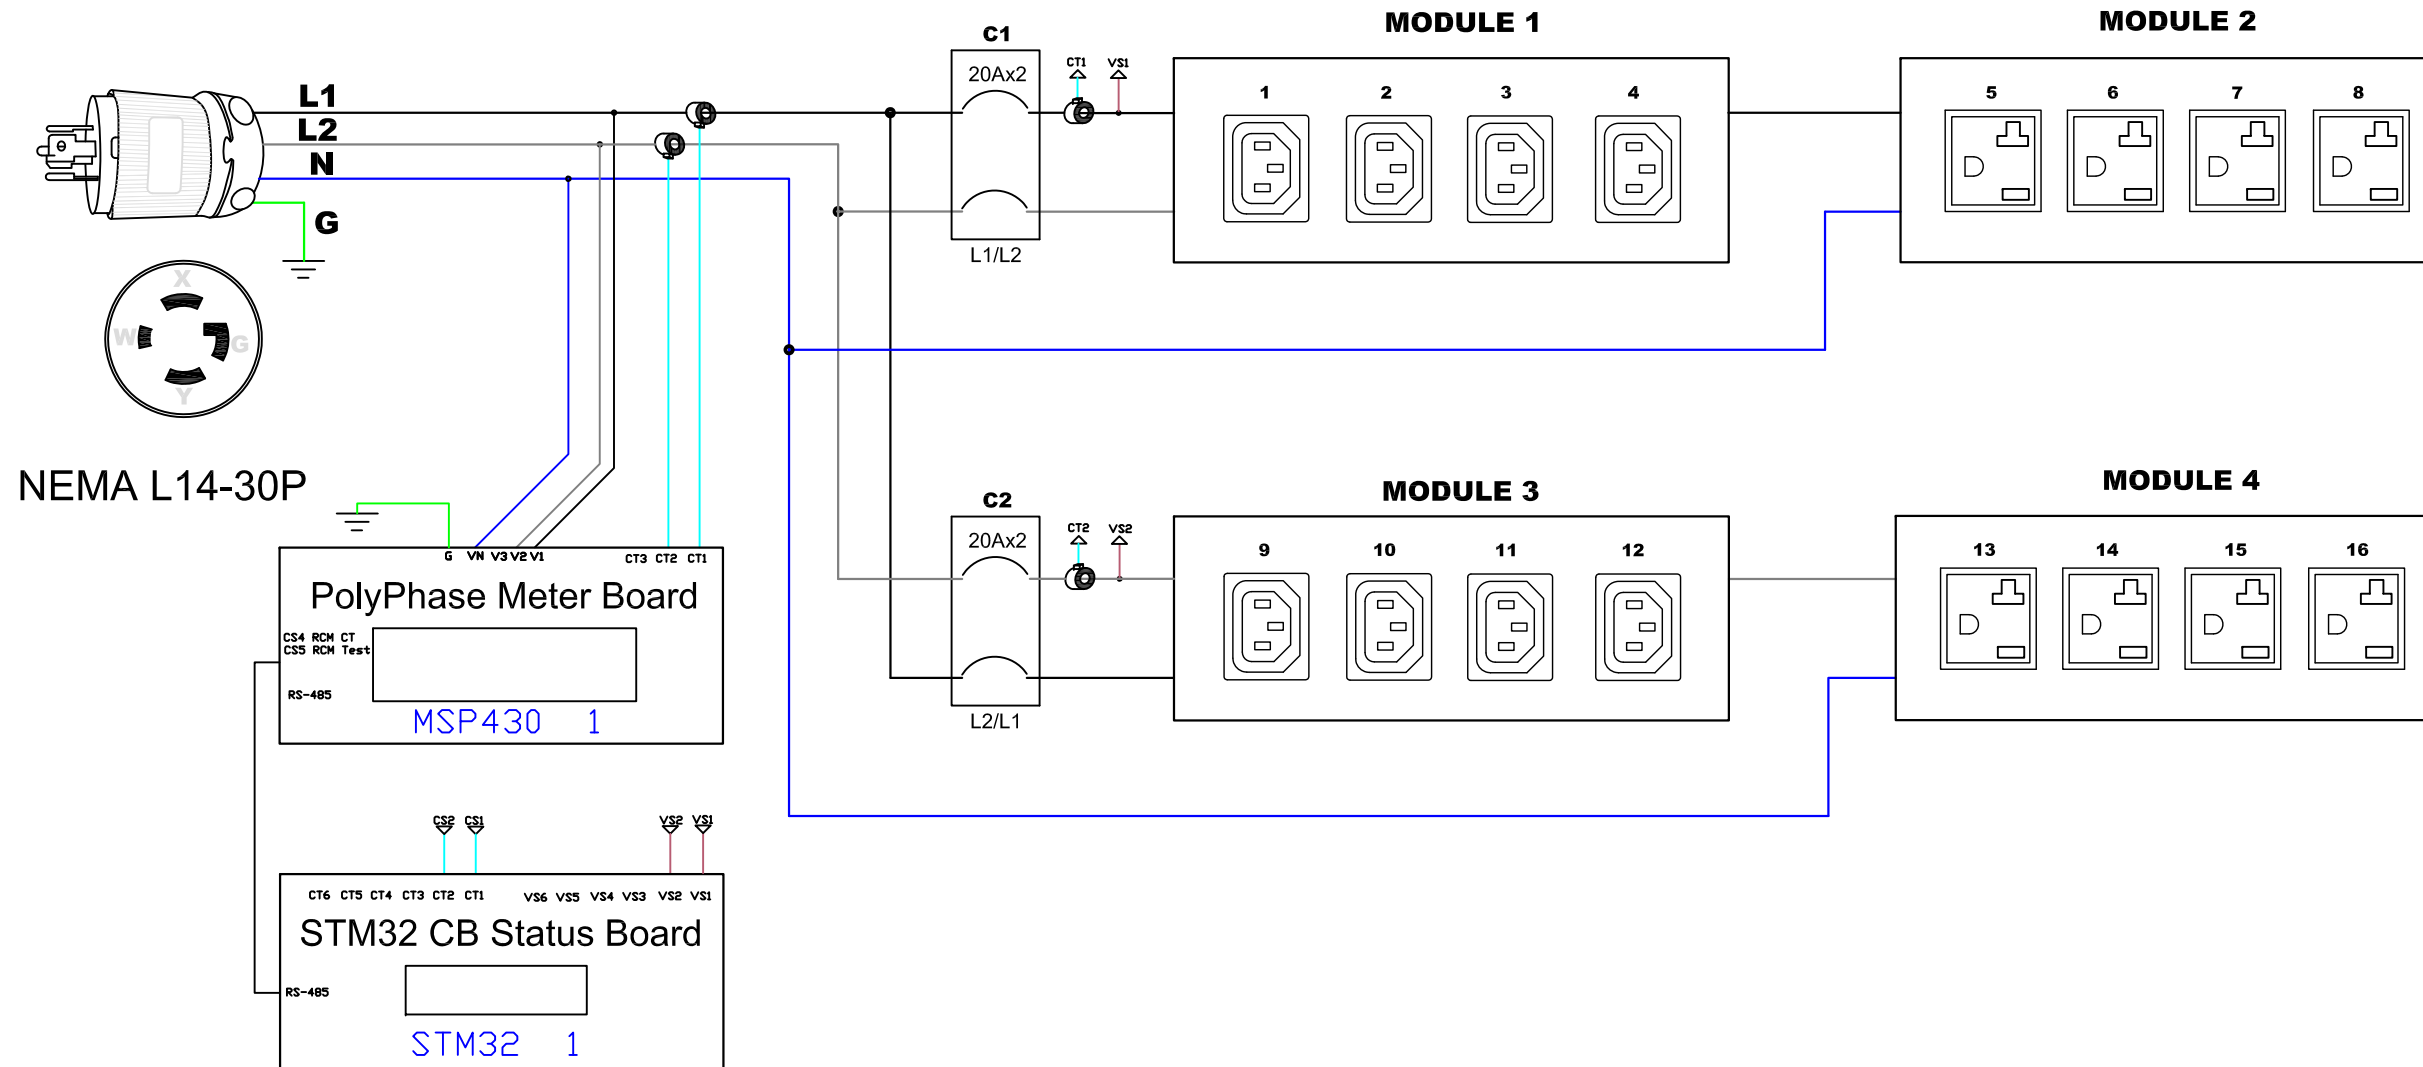 MODULE 1
MODULE 2
C1
20Ax2
CT1
VS1
1
2
3
4
5
6
7
8
L1
L2
N
G
L1/L2
X
W
G
Y
NEMA L14-30P
MODULE 3
MODULE 4
C2
20Ax2
CT2
VS2
9
10
11
12
13
14
15
16
L2/L1
G VN V3 V2 V1
CT3 CT2 CT1
PolyPhase Meter Board
CS4 RCM CT
CS5 RCM Test
RS-485
MSP430 1
CS2
CS1
VS2
VS1
CT6 CT5 CT4 CT3 CT2 CT1
VS6 VS5 VS4 VS3 VS2 VS1
STM32 CB Status Board
RS-485
STM32 1